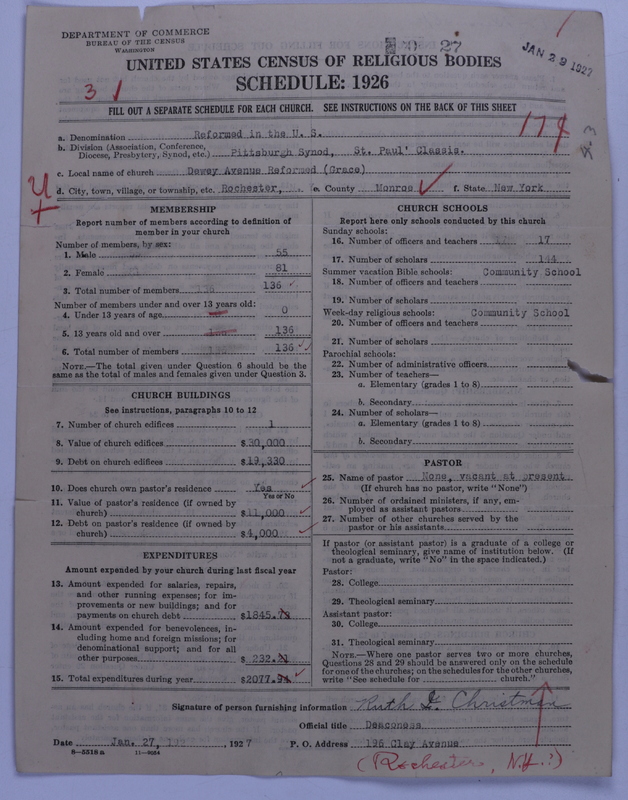 DEPARTMENT OF COMMERCE
BUREAU OF THE CENSUS
WASHINGTON
27
JAN 29 1927
UNITED STATES CENSUS OF RELIGIOUS BODIES
SCHEDULE: 1926
3
FILL OUT A SEPARATE SCHEDULE FOR EACH CHURCH. SEE INSTRUCTIONS ON THE BACK OF THIS SHEET
a. Denomination Reformed in the U. S.
b. Division (Association, Conference, Diocese, Presbytery, Synod, etc.) Pittsburgh Synod, St. Paul' Classis.
c. Local name of church Dewey Avenue Reformed (Grace)
d. City, town, village, or township, etc. Rochester, e. County Monroe f. State New York
MEMBERSHIP
Report number of members according to definition of
member in your church
Number of members, by sex:
1. Male 55
2. Female 81
3. Total number of members 136
Number of members under and over 13 years old:
4. Under 13 years of age 0
5. 13 years old and over 136
6. Total number of members 136
NOTE.—The total given under Question 6 should be
same as the total of males and females given under Question 3.
CHURCH BUILDINGS
See instructions, paragraphs 10 to 12
7. Number of church edifices 1
8. Value of church edifices $30,000
9. Debt on church edifices $19,330
10. Does church own pastor's residence Yes
Yes or No
11. Value of pastor's residence (if owned by
church) $11,000
12. Debt on pastor's residence (if owned by
church) $4,000
EXPENDITURES
Amount expended by your church during last fiscal year
13. Amount expended for salaries, repairs,
and other running expenses; for im-
provements or new buildings; and for
payments on church debt $1845.
14. Amount expended for benevolences, in-
cluding home and foreign missions; for
denominational support; and for all
other purposes $232.
15. Total expenditures during year $2077.
CHURCH SCHOOLS
Report here only schools conducted by this church
Sunday schools:
16. Number of officers and teachers 17
17. Number of scholars 144
Summer vacation Bible schools: Community School
18. Number of officers and teachers
19. Number of scholars
Week-day religious schools: Community School
20. Number of officers and teachers
21. Number of scholars
Parochial schools:
22. Number of administrative officers
23. Number of teachers—
a. Elementary (grades 1 to 8)
b. Secondary
24. Number of scholars—
a. Elementary (grades 1 to 8)
b. Secondary
PASTOR
25. Name of pastor None, vacant at present
(If church has no pastor, write "None")
26. Number of ordained ministers, if any, em-
ployed as assistant pastors
27. Number of other churches served by the
pastor or his assistants
If pastor (or assistant pastor) is a graduate of a college or
theological seminary, give name of institution below. (If
not a graduate, write "No" in the space indicated.)
Pastor:
28. College
29. Theological seminary
Assistant pastor:
30. College
31. Theological seminary
NOTE.—Where one pastor serves two or more churches,
Questions 28 and 29 should be answered only on the schedule
for one of the churches; on the schedules for the other churches,
write "See schedule for church."
Signature of person furnishing information Ruth G. Christman
Official title Deaconess
Date Jan. 27, 1927 P. O. Address 196 Clay Avenue
8—5518a 11—9064
(Rochester, N.Y.?)